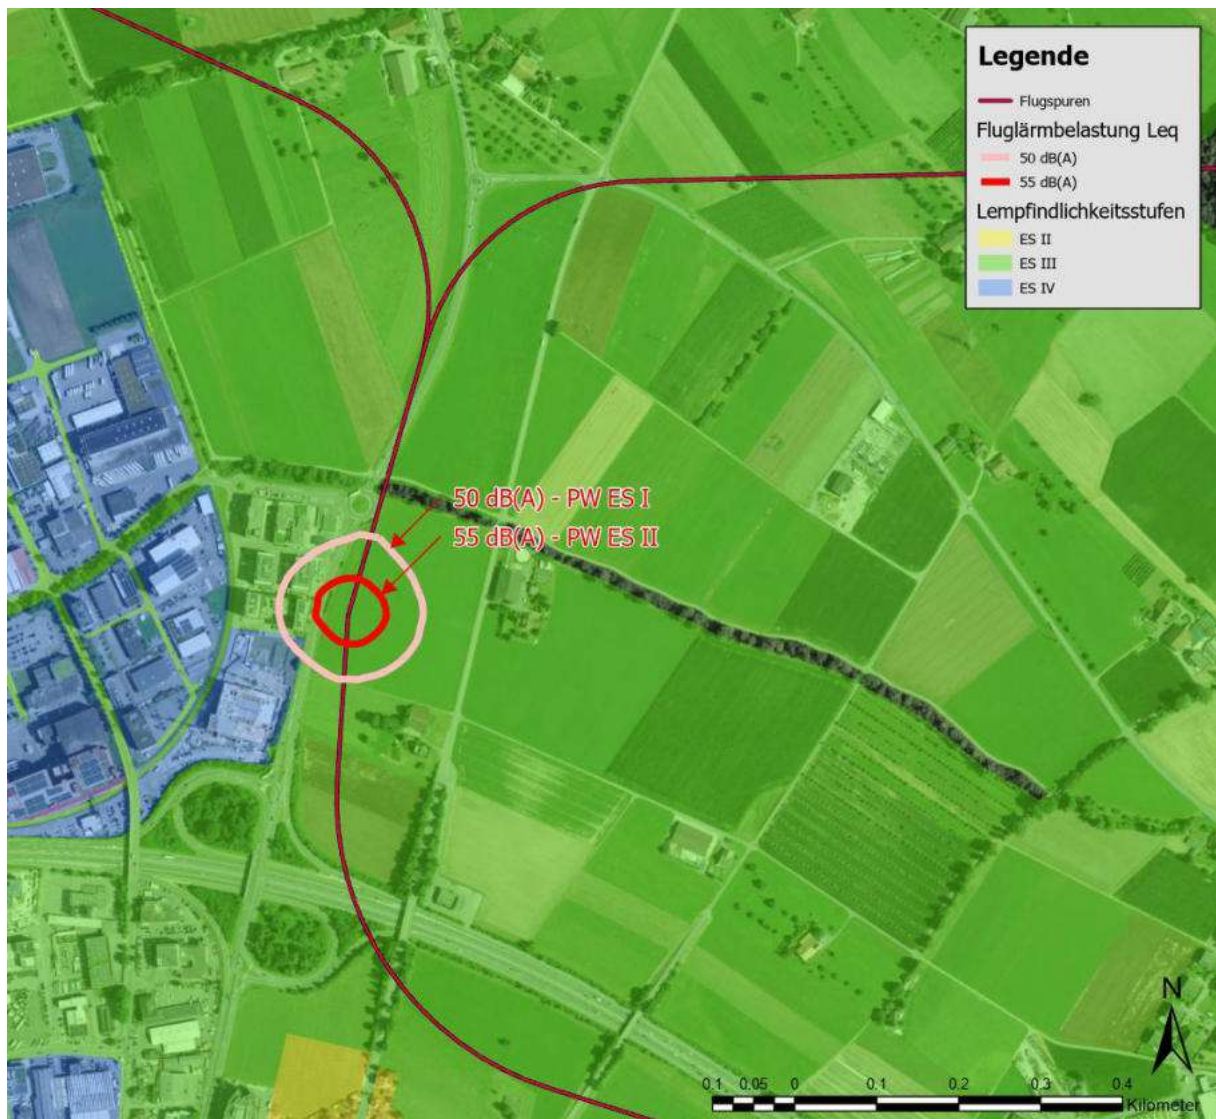 Legende
Flugspuren
Fluglärmbelastung Leq
50 dB(A)
55 dB(A)
Lempfindlichkeitsstufen
ES II
ES III
ES IV
50 dB(A) - PW ES I
55 dB(A) - PW ES II
N
0.1 0.05 0 0.1 0.2 0.3 0.4
Kilometer